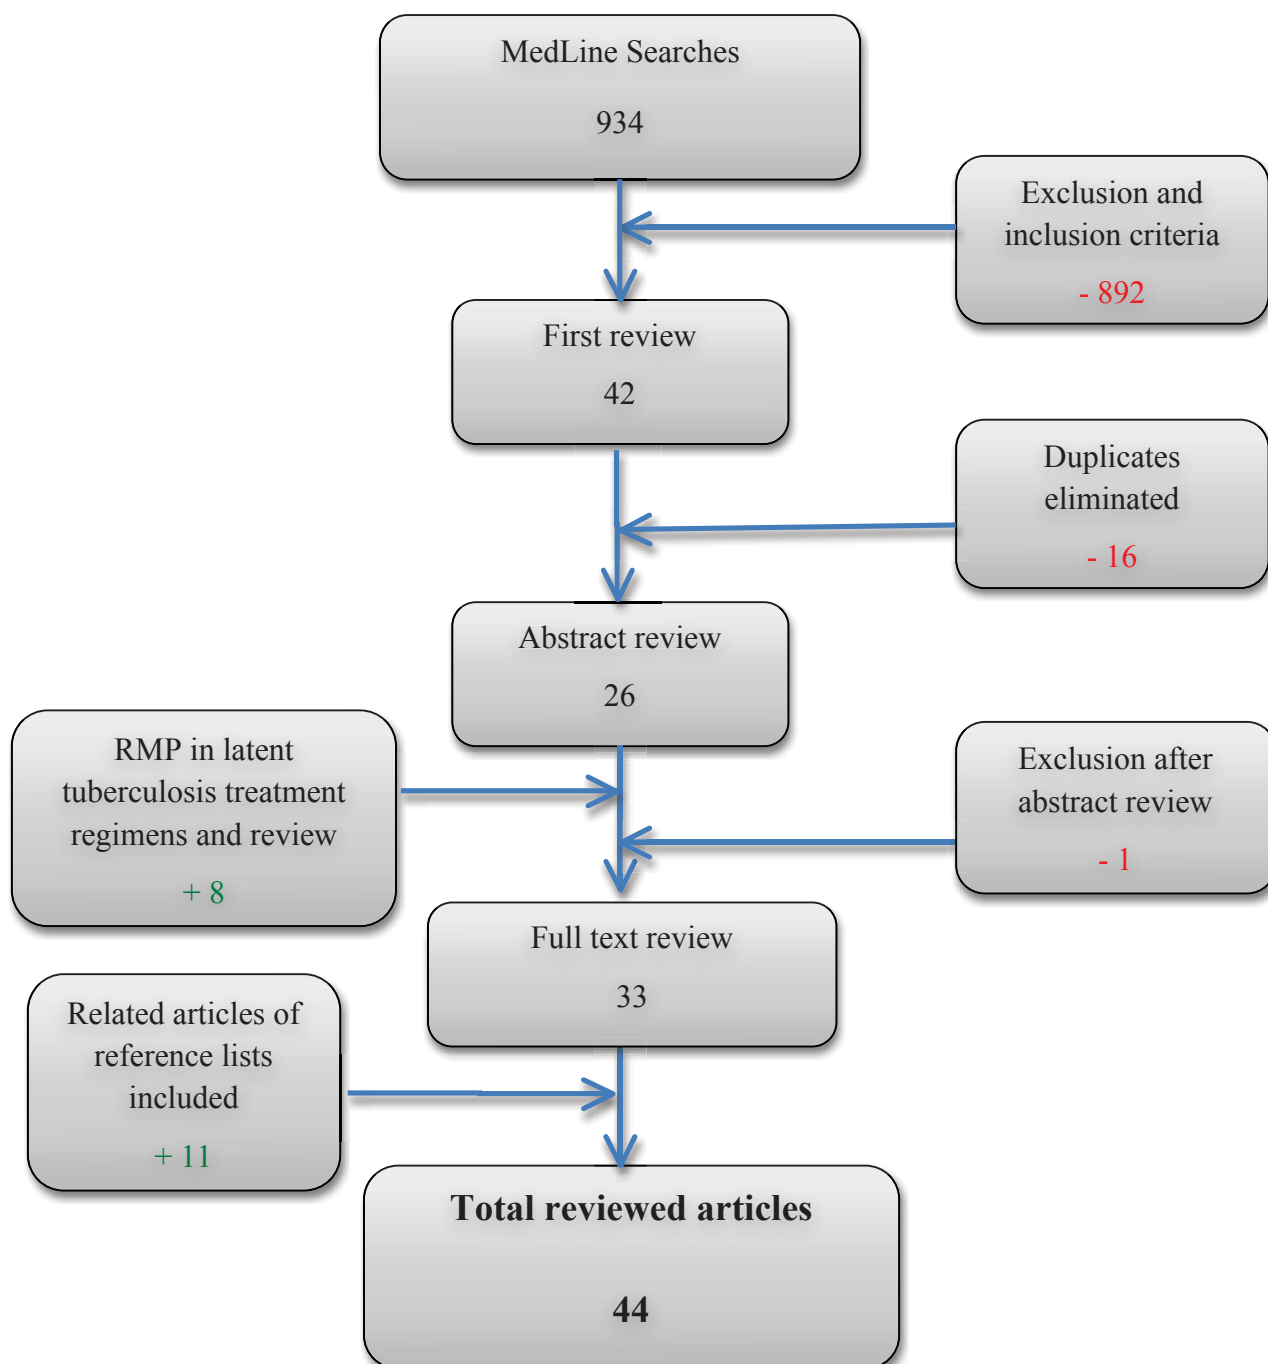 MedLine Searches
934
Exclusion and
inclusion criteria
- 892
First review
42
Duplicates
eliminated
- 16
Abstract review
26
RMP in latent
tuberculosis treatment
regimens and review
+ 8
Exclusion after
abstract review
- 1
Full text review
33
Related articles of
reference lists
included
+ 11
Total reviewed articles
44